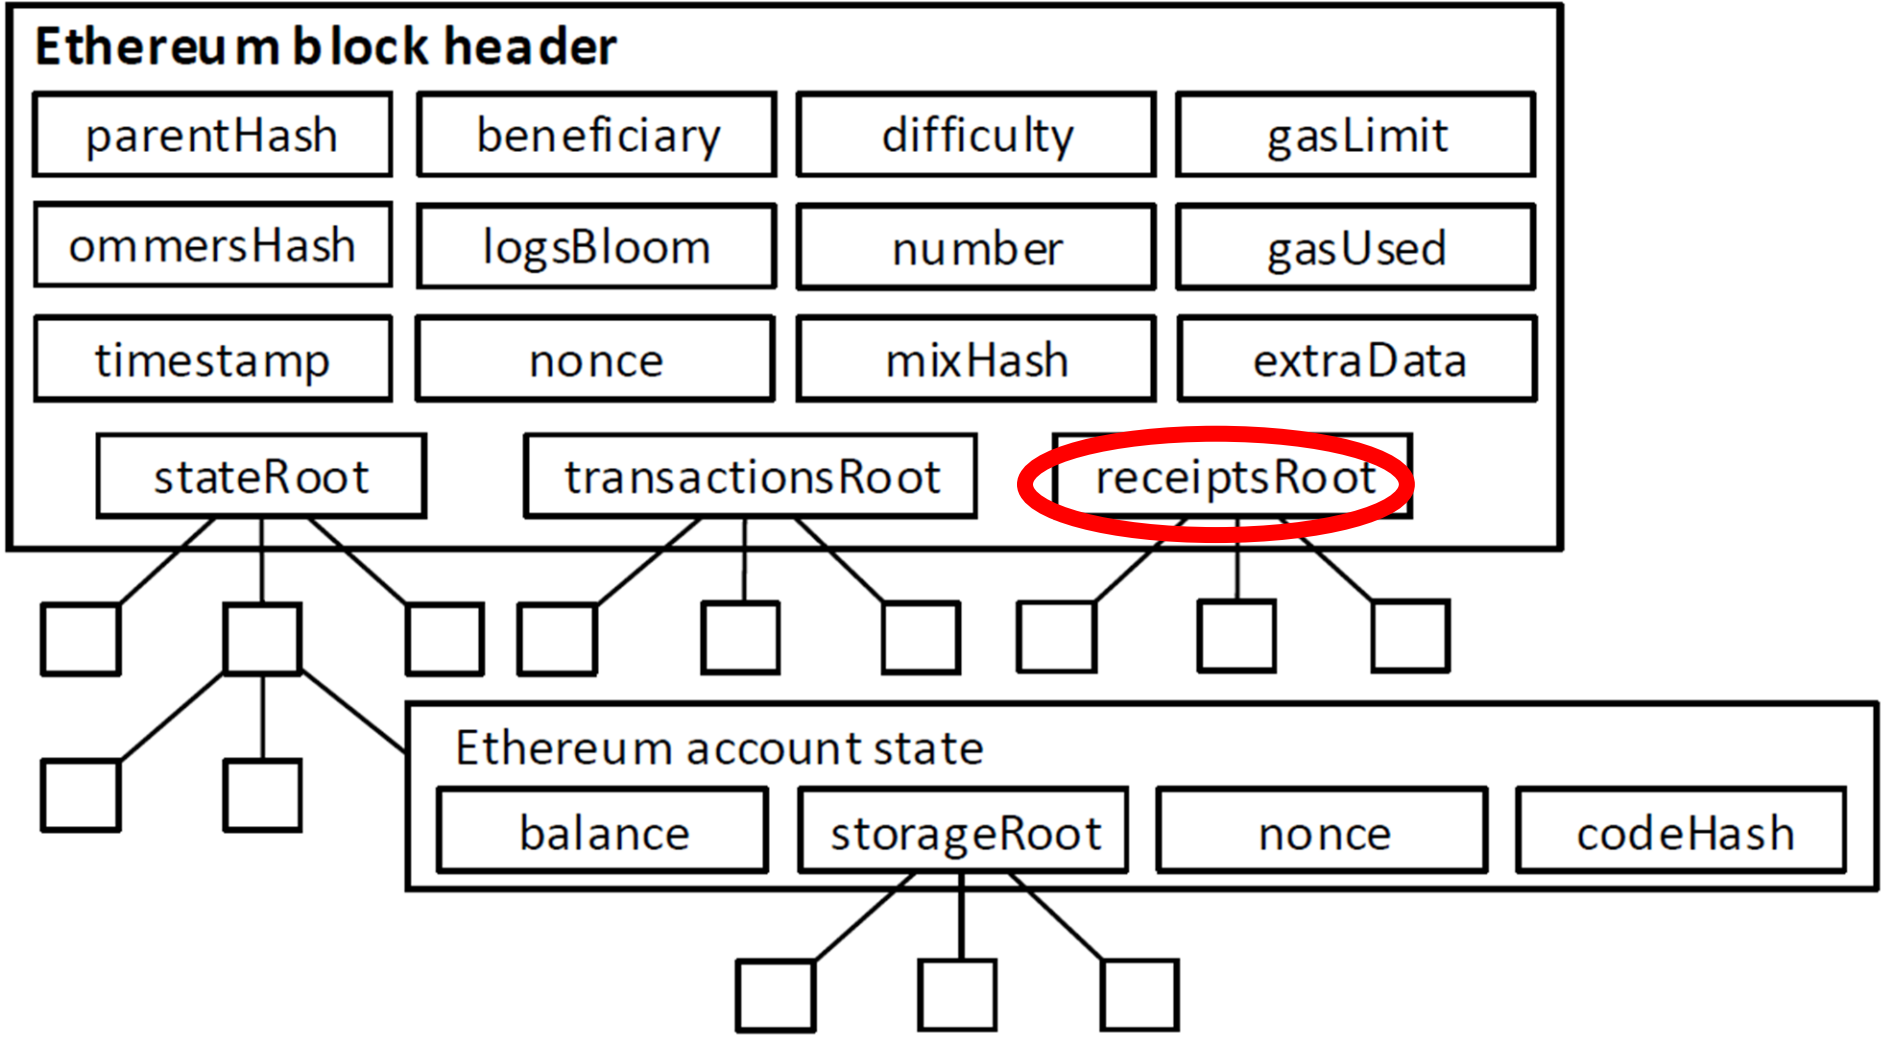 Ethereum block header
parentHash beneficiary difficulty gasLimit
ommersHash logsBloom number gasUsed
timestamp nonce mixHash extraData
stateRoot transactionsRoot receiptsRoot
Ethereum account state
balance storageRoot nonce codeHash